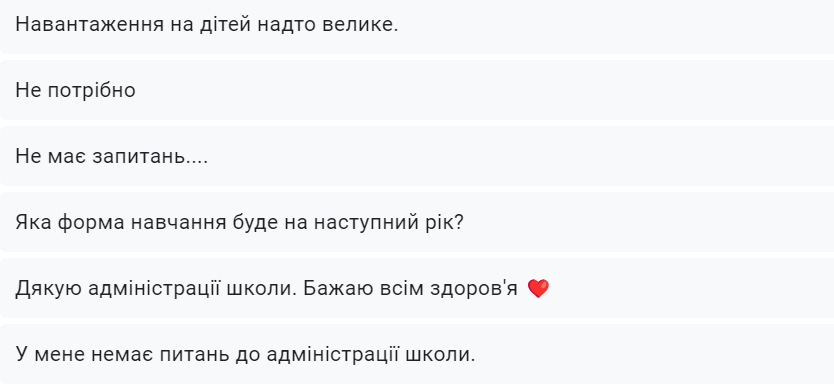 Навантаження на дітей надто велике.
Не потрібно
Не має запитань....
Яка форма навчання буде на наступний рік?
Дякую адміністрації школи. Бажаю всім здоров'я ❤️
У мене немає питань до адміністрації школи.